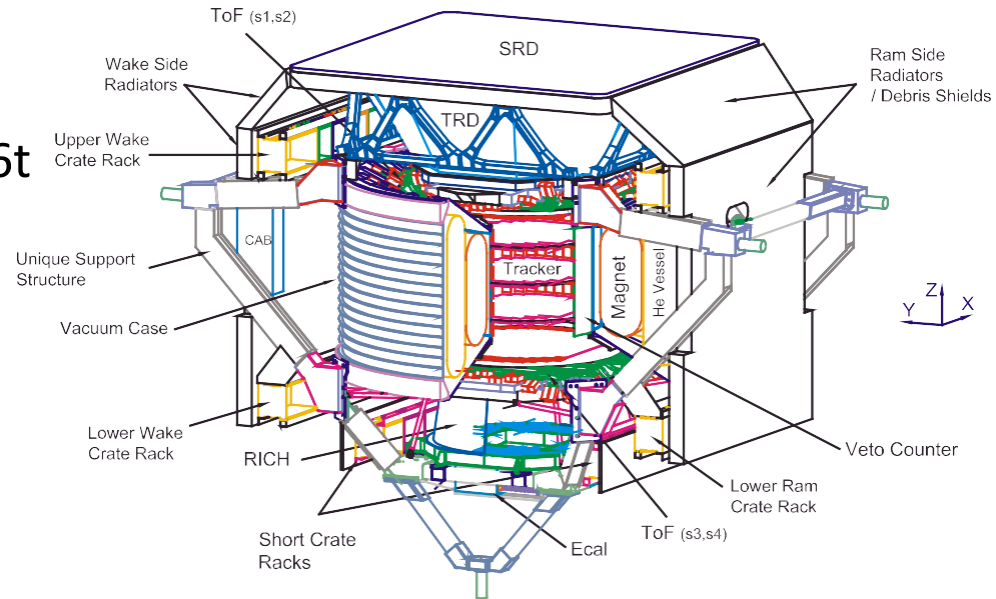 ToF (s1,s2)
SRD
Wake Side
Radiators
Ram Side
Radiators
/ Debris Shields
TRD
Upper Wake
Crate Rack
6t
CAB
Unique Support
Structure
Tracker
Magnet
He Vessel
Z
Y
X
Vacuum Case
Lower Wake
Crate Rack
RICH
Veto Counter
Lower Ram
Crate Rack
Short Crate
Racks
Ecal
ToF (s3,s4)